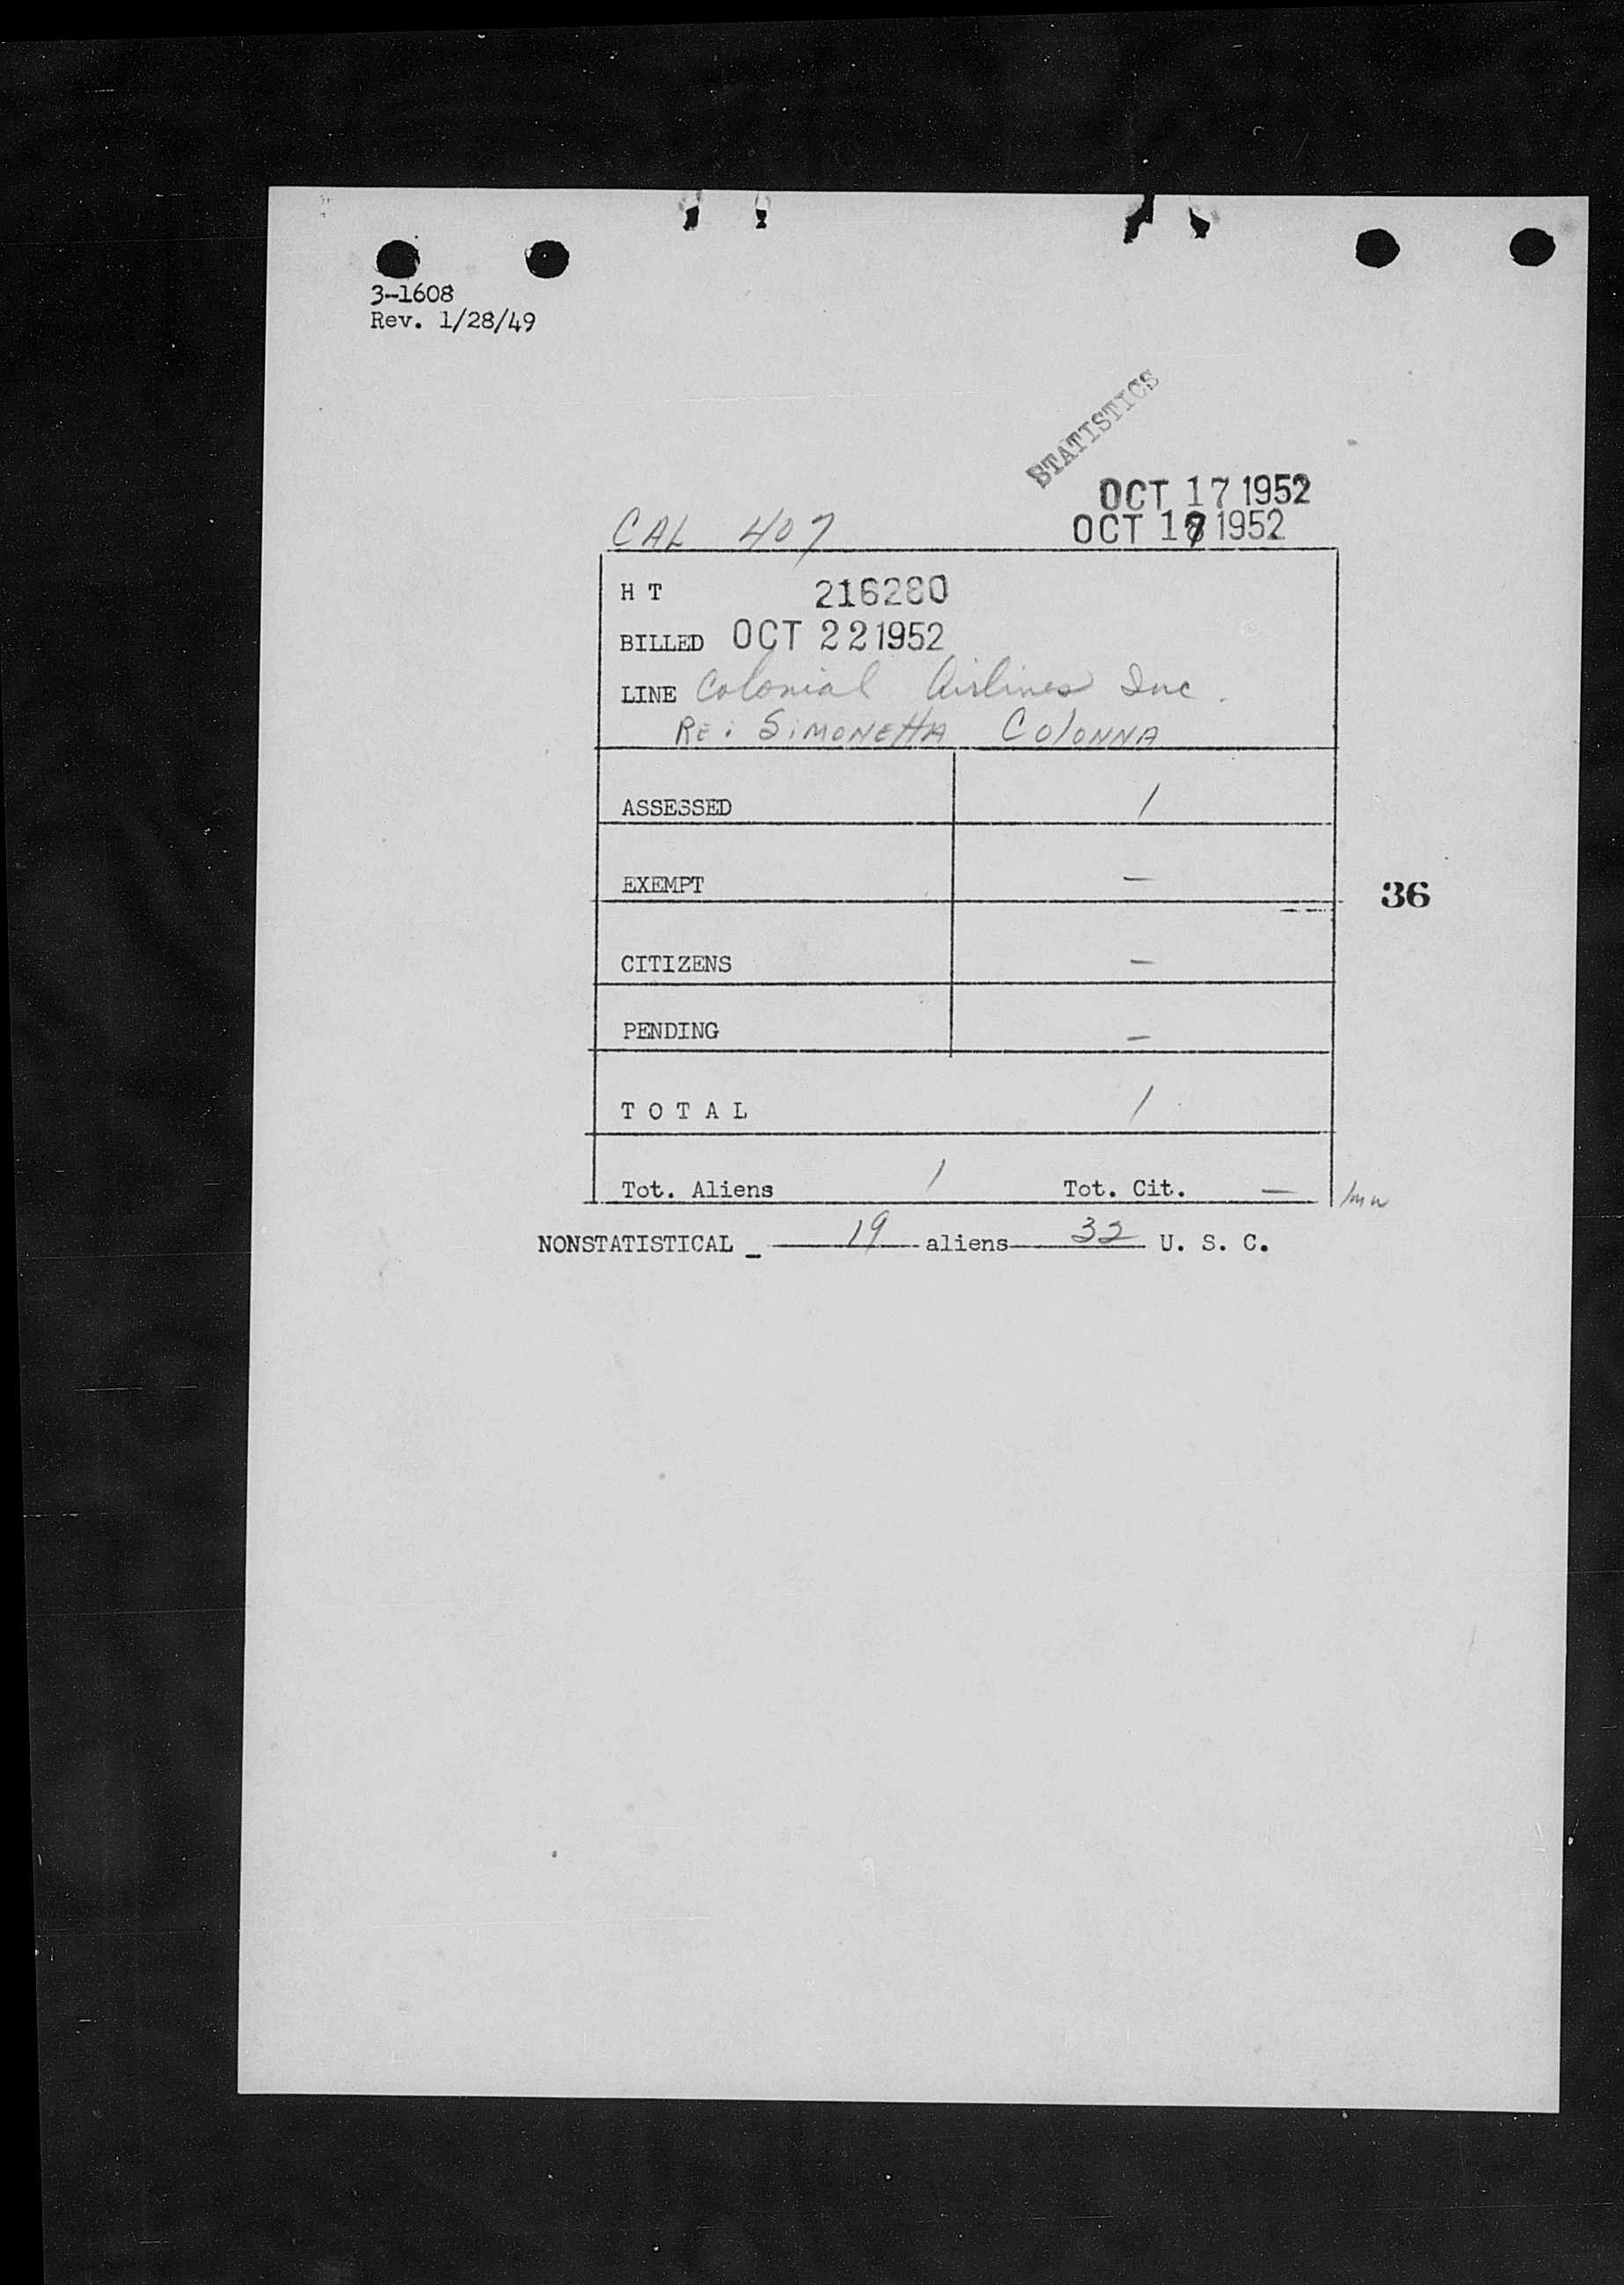 3-1608
Rev. 1/28/49
STATISTICS
OCT 17 1952
CAL 407 OCT 17 1952
H T 216280
BILLED OCT 22 1952
LINE Colonial Airlines Inc.
RE: SIMONETTA COLONNA
ASSESSED 1
EXEMPT —
36
CITIZENS —
PENDING —
T O T A L 1
Tot. Aliens 1 Tot. Cit. —
NONSTATISTICAL _ 19 aliens 32 U. S. C.